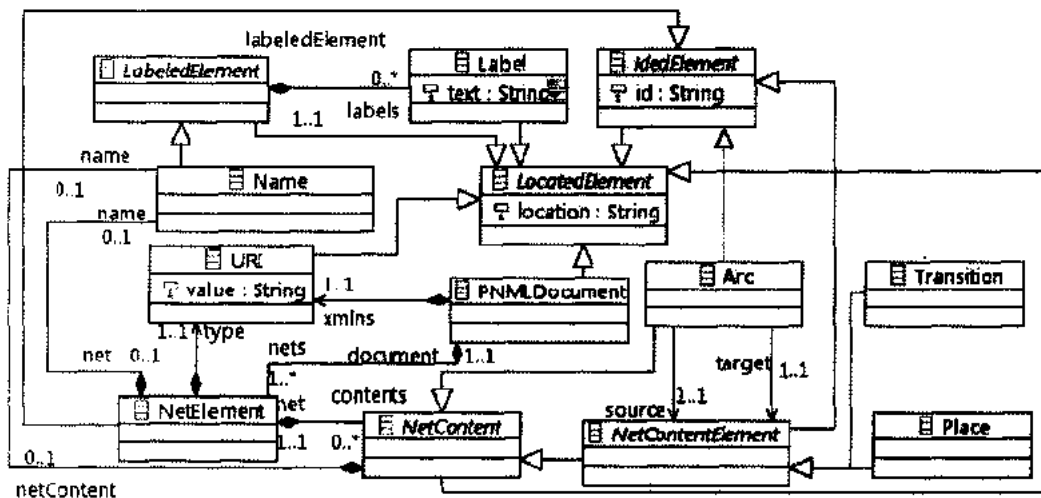 labeledElement
LabeledElement
0..*
labels
1..1
Label
text : String
IdedElement
id : String
name
0..1
Name
name
0..1
LocatedElement
location : String
URI
value : String
1..1
xmlns
PNMLDocument
Arc
Transition
1..1
type
nets
1..*
document
1..1
net
0..1
NetElement
net
1..1
contents
0..*
NetContent
source
1..1
target
1..1
NetContentElement
Place
0..1
netContent